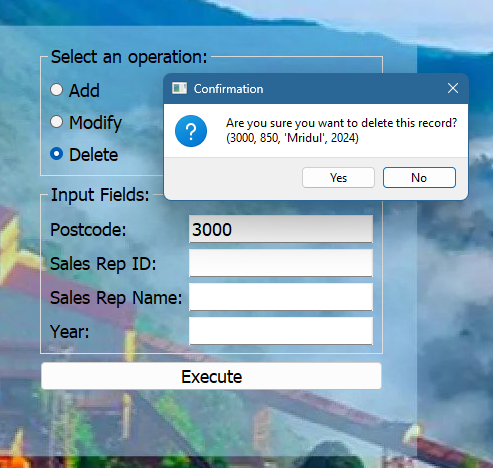 Select an operation:
Add
Modify
Delete
Confirmation
Are you sure you want to delete this record?
(3000, 850, 'Mridul', 2024)
Yes
No
Input Fields:
Postcode:
3000
Sales Rep ID:
Sales Rep Name:
Year:
Execute